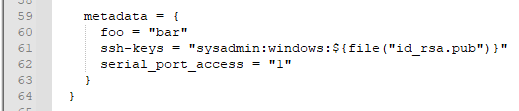 59 metadata = {
60 foo = "bar"
61 ssh-keys = "sysadmin:windows:${file("id_rsa.pub")}"
62 serial_port_access = "1"
63 }
64 }